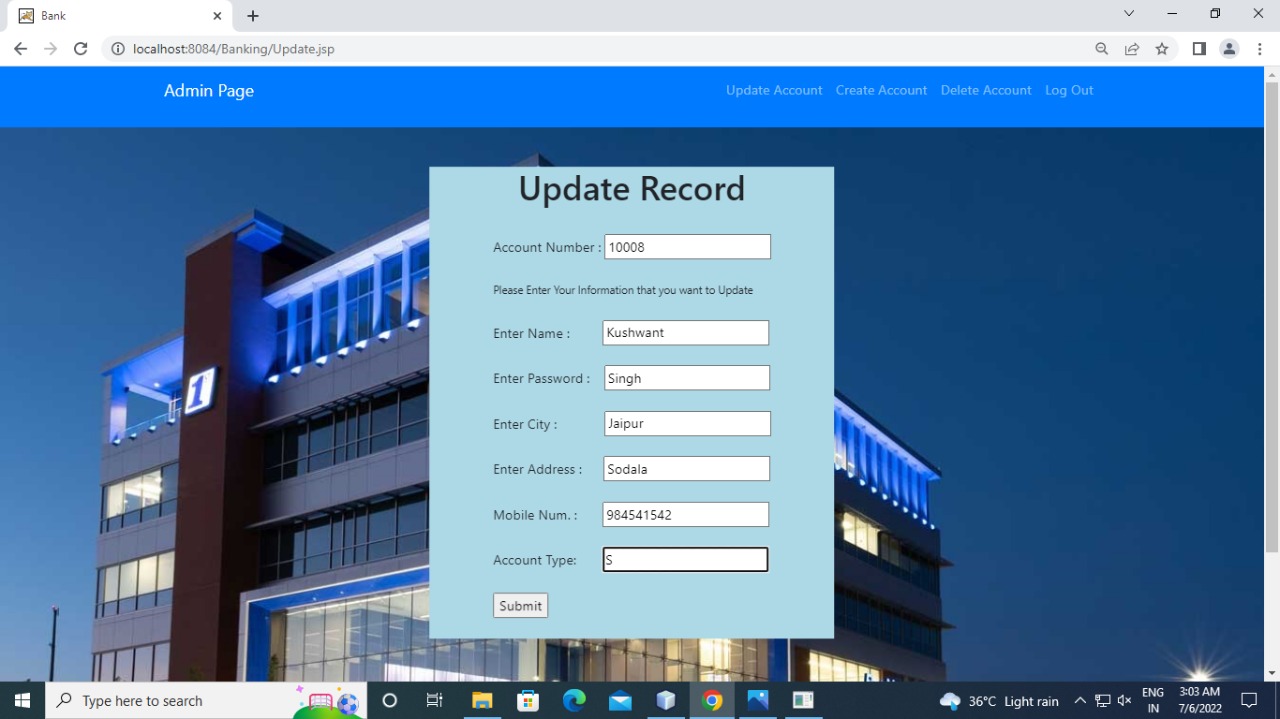 Bank
localhost:8084/Banking/Update.jsp
Admin Page Update Account Create Account Delete Account Log Out
1
Update Record
Account Number : 10008
Please Enter Your Information that you want to Update
Enter Name : Kushwant
Enter Password : Singh
Enter City : Jaipur
Enter Address : Sodala
Mobile Num. : 984541542
Account Type: S
Submit
Type here to search 36°C Light rain ENG 3:03 AM
IN 7/6/2022